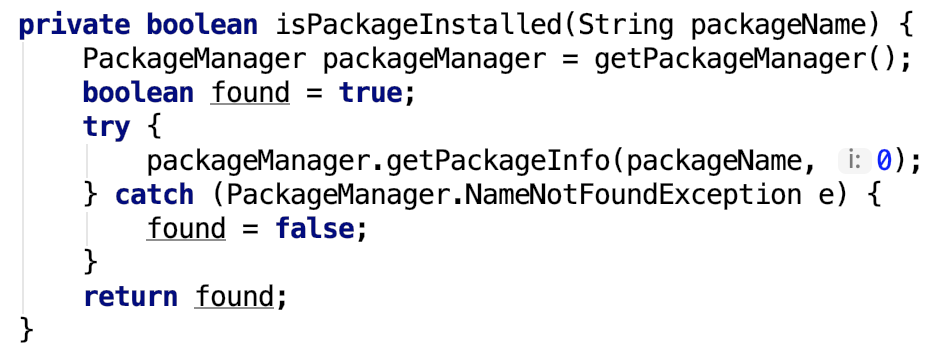 private boolean isPackageInstalled(String packageName) {
    PackageManager packageManager = getPackageManager();
    boolean found = true;
    try {
        packageManager.getPackageInfo(packageName, i: 0);
    } catch (PackageManager.NameNotFoundException e) {
        found = false;
    }
    return found;
}